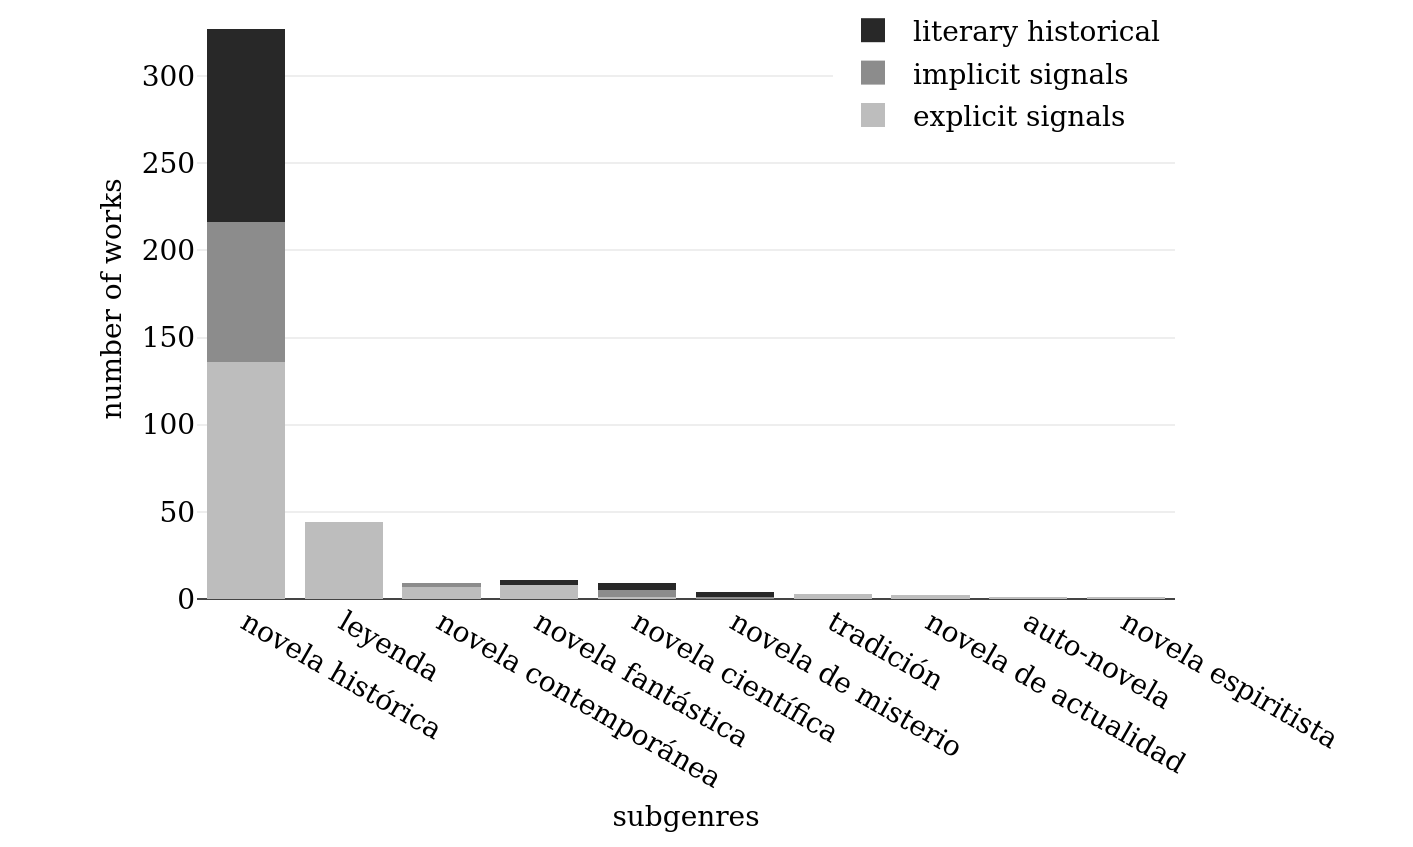 literary historical
implicit signals
explicit signals
300
250
200
150
100
50
0
number of works
novela histórica
leyenda
novela contemporánea
novela fantástica
novela científica
novela de misterio
tradición
novela de actualidad
auto-novela
novela espiritista
subgenres